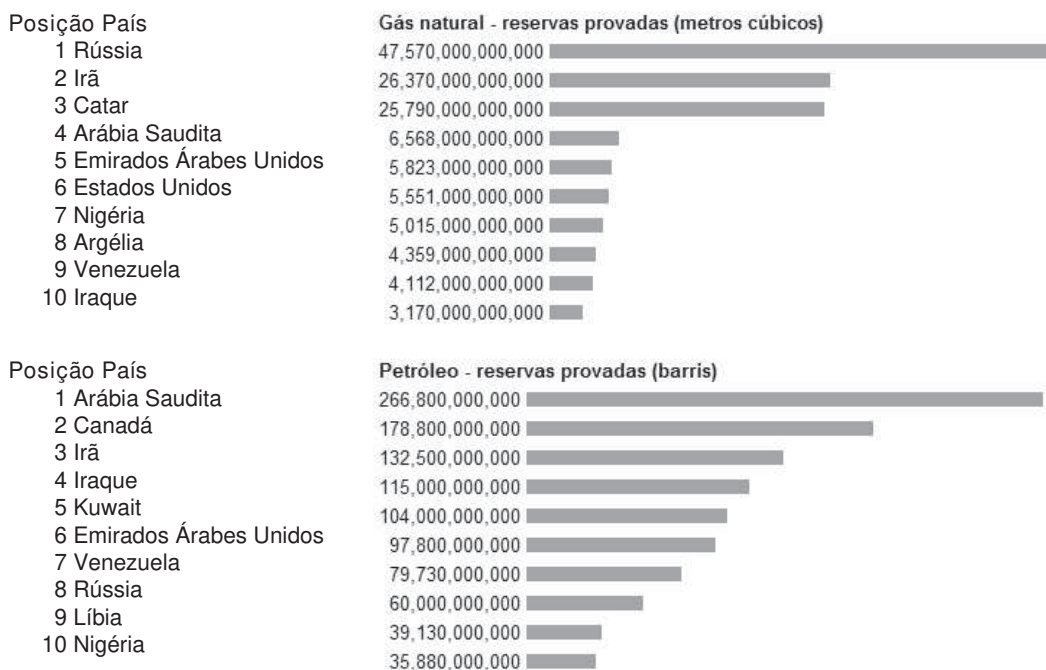 Posição País
1 Rússia
2 Irã
3 Catar
4 Arábia Saudita
5 Emirados Árabes Unidos
6 Estados Unidos
7 Nigéria
8 Argélia
9 Venezuela
10 Iraque
Gás natural - reservas provadas (metros cúbicos)
47,570,000,000,000
26,370,000,000,000
25,790,000,000,000
6,568,000,000,000
5,823,000,000,000
5,551,000,000,000
5,015,000,000,000
4,359,000,000,000
4,112,000,000,000
3,170,000,000,000
Posição País
1 Arábia Saudita
2 Canadá
3 Irã
4 Iraque
5 Kuwait
6 Emirados Árabes Unidos
7 Venezuela
8 Rússia
9 Líbia
10 Nigéria
Petróleo - reservas provadas (barris)
266,800,000,000
178,800,000,000
132,500,000,000
115,000,000,000
104,000,000,000
97,800,000,000
79,730,000,000
60,000,000,000
39,130,000,000
35,880,000,000